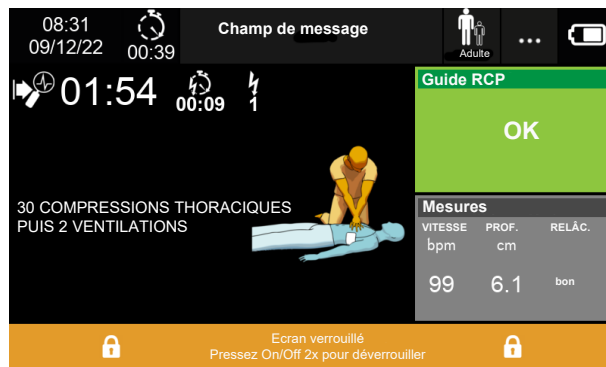 08:31
09/12/22
00:39
Champ de message
Adulte
...
01:54
00:09
1
30 COMPRESSIONS THORACIQUES
PUIS 2 VENTILATIONS
Guide RCP
OK
Mesures
VITESSE PROF. RELÂC.
bpm cm
99 6.1 bon
Ecran verrouillé
Pressez On/Off 2x pour déverrouiller